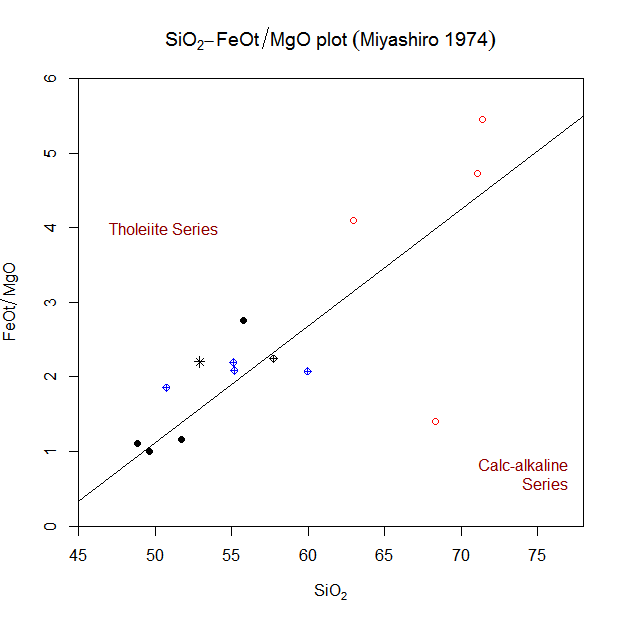 SiO₂−FeOt/MgO plot (Miyashiro 1974)
6
5
4
3
2
1
0
FeOt/MgO
Tholeiite Series
Calc-alkaline
Series
45 50 55 60 65 70 75
SiO₂